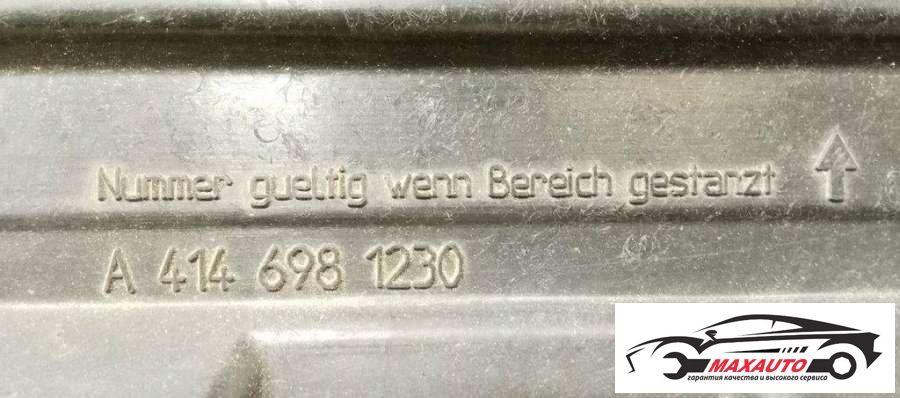 Nummer gueltig wenn Bereich gestanzt
A 414 698 1230
MAXAUTO
гарантия качества и высокого сервиса